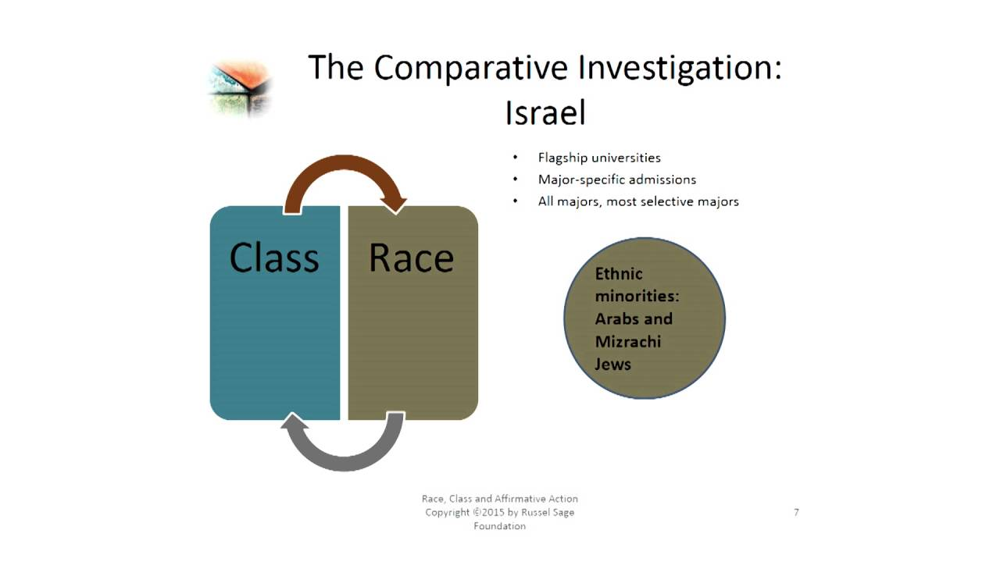 The Comparative Investigation:
Israel
• Flagship universities
• Major-specific admissions
• All majors, most selective majors
Class
Race
Ethnic
minorities:
Arabs and
Mizrachi
Jews
Race, Class and Affirmative Action
Copyright ©2015 by Russel Sage
Foundation
7